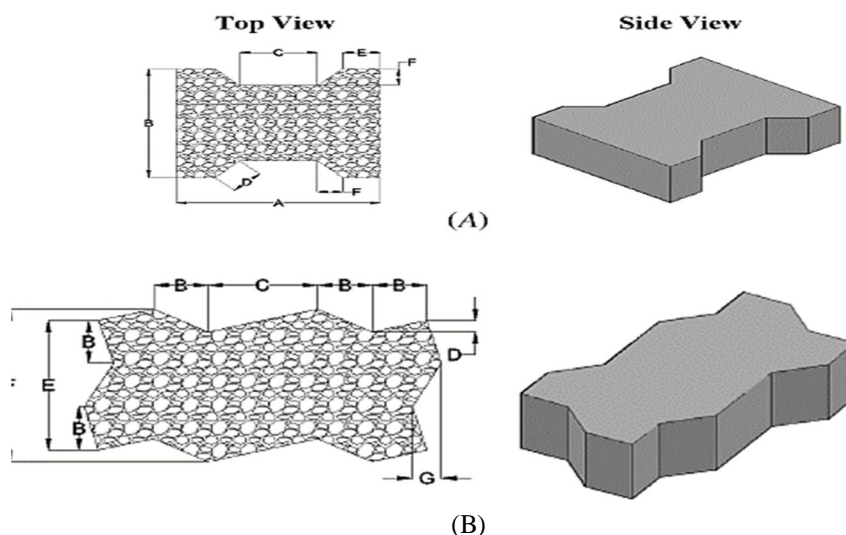 Top View Side View
C E
F
B
D F
A
(A)
B C B B
B D
E
B
G
(B)